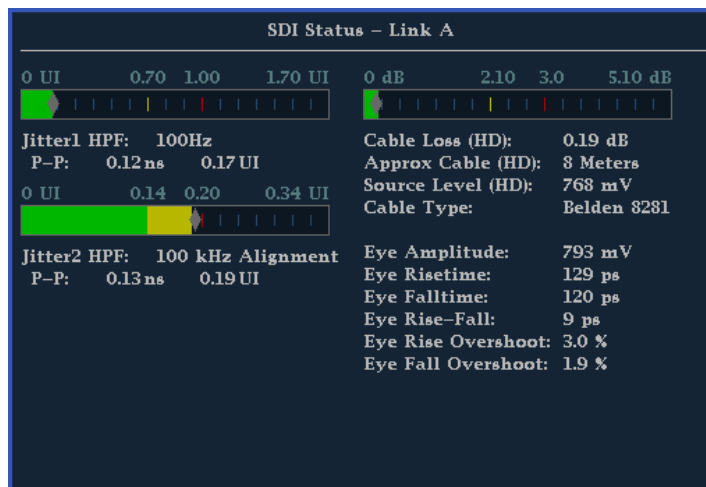 SDI Status – Link A
0 UI 0.70 1.00 1.70 UI
Jitter1 HPF: 100Hz
P–P: 0.12 ns 0.17 UI
0 UI 0.14 0.20 0.34 UI
Jitter2 HPF: 100 kHz Alignment
P–P: 0.13 ns 0.19 UI
0 dB 2.10 3.0 5.10 dB
Cable Loss (HD): 0.19 dB
Approx Cable (HD): 8 Meters
Source Level (HD): 768 mV
Cable Type: Belden 8281
Eye Amplitude: 793 mV
Eye Risetime: 129 ps
Eye Falltime: 120 ps
Eye Rise–Fall: 9 ps
Eye Rise Overshoot: 3.0 %
Eye Fall Overshoot: 1.9 %